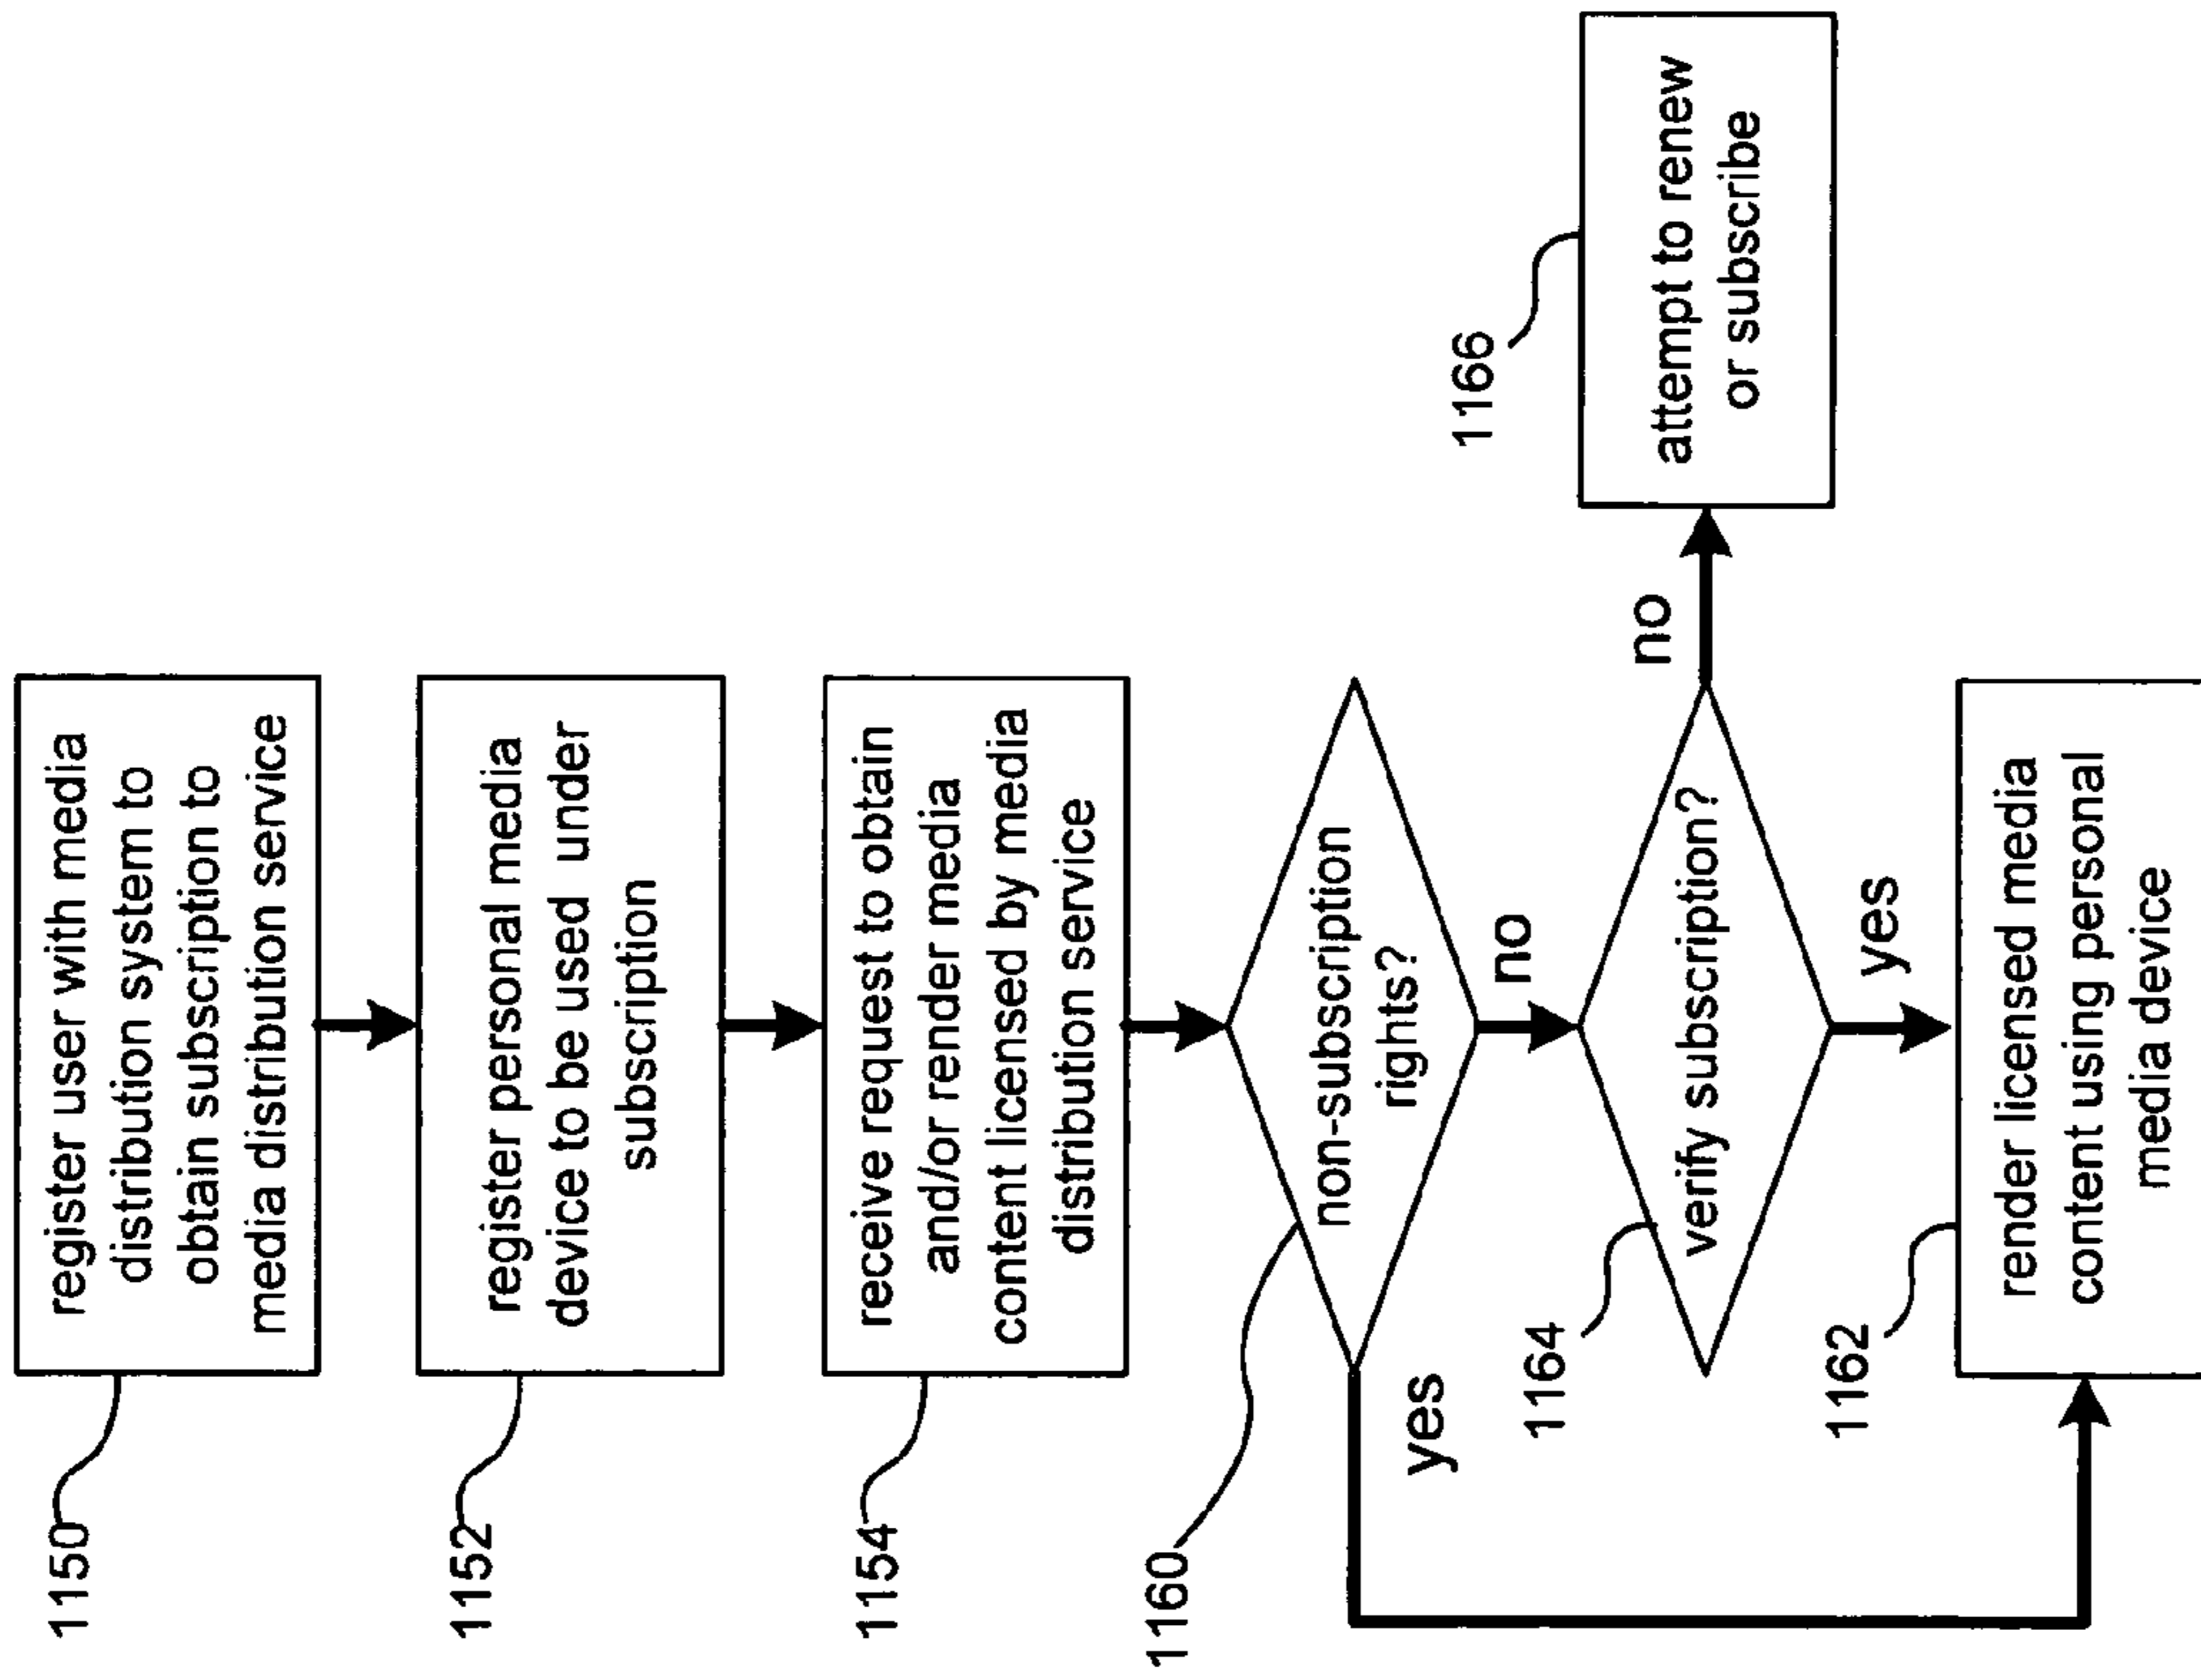 1150
register user with media
distribution system to
obtain subscription to
media distribution service
1152
register personal media
device to be used under
subscription
1154
receive request to obtain
and/or render media
content licensed by media
distribution service
1160
non-subscription
rights?
yes
no
1164
verify subscription?
no
1166
attempt to renew
or subscribe
yes
1162
render licensed media
content using personal
media device